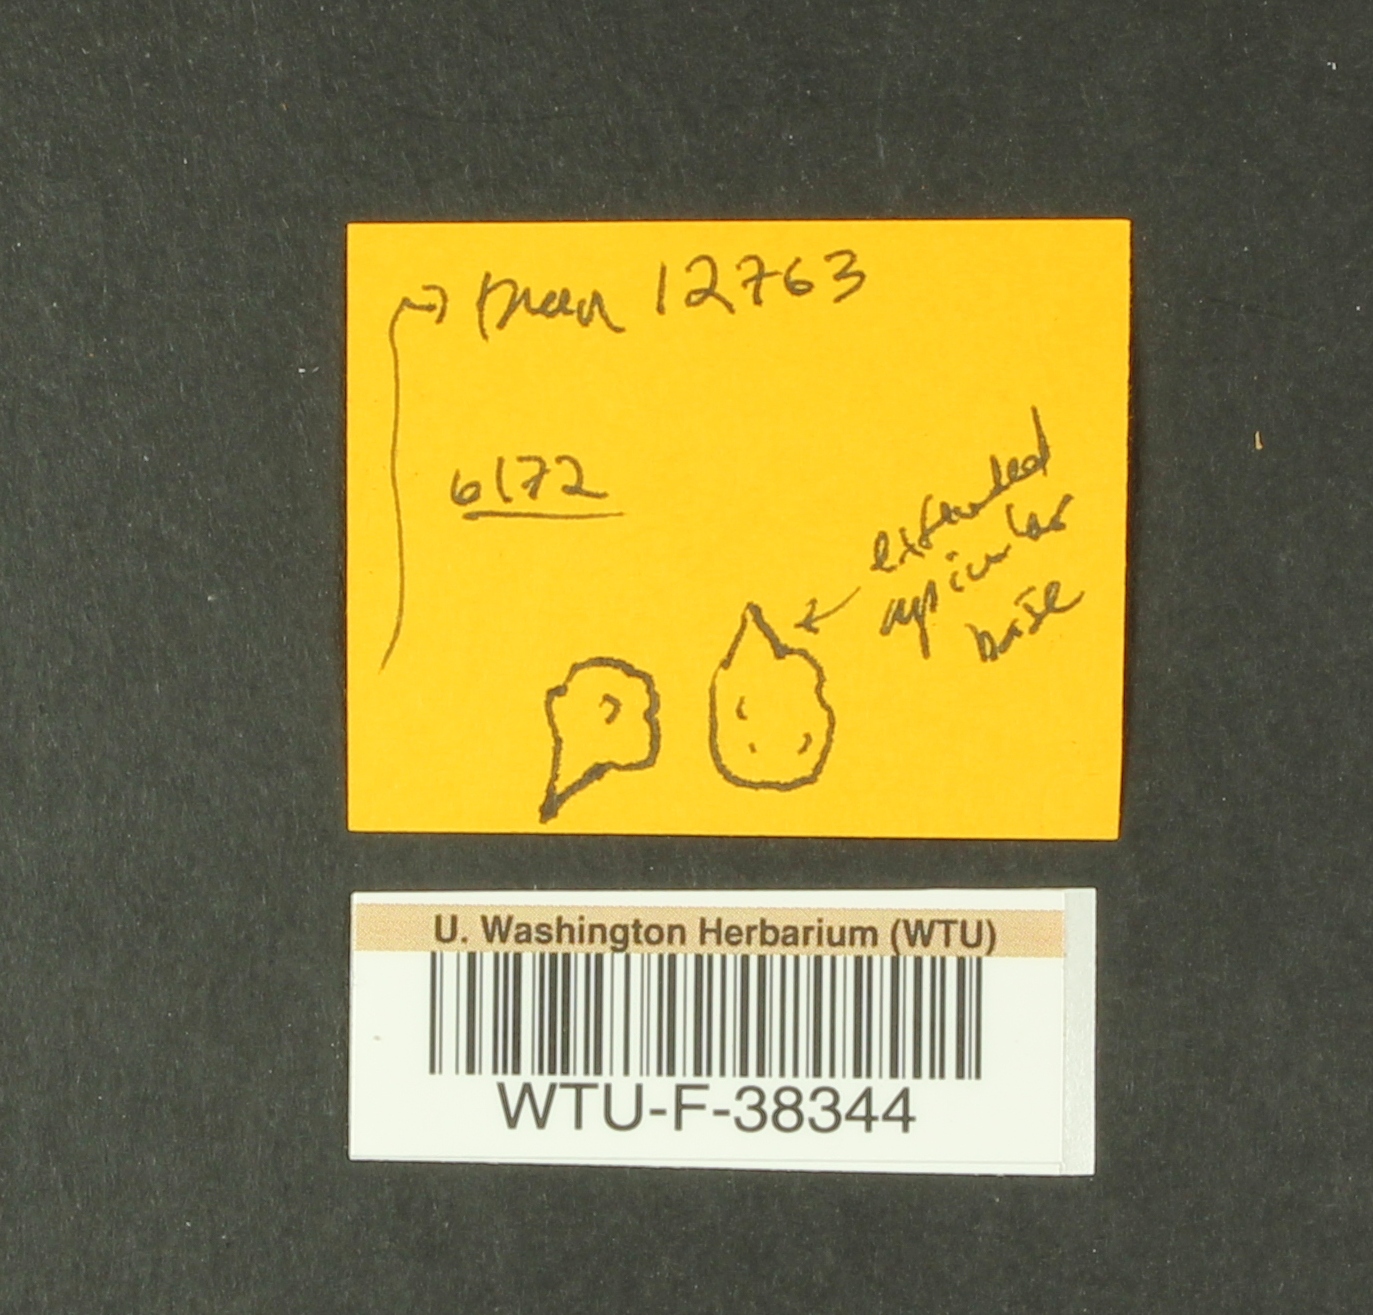 12763
6172
extended
apicular
base
U. Washington Herbarium (WTU)
WTU-F-38344